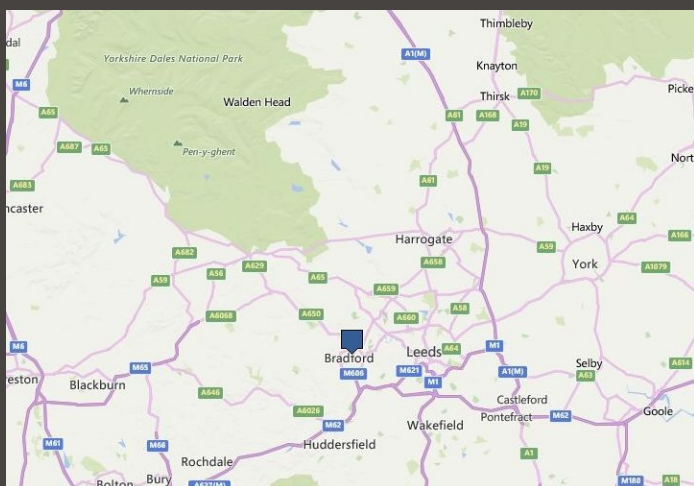 Thimbleby
dal
A1(M)
Yorkshire Dales National Park
Knayton
M6
Whernside
Thirsk
A170
Picke
Walden Head
A65
A61
A168
A19
A687
A65
Pen-y-ghent
Nort
A19
A61
A683
ncaster
A64
Haxby
Harrogate
A166
A682
A59
A629
A658
York
A1079
A56
A65
A59
A659
A58
A6068
A650
A660
M6
Bradford
Leeds
A64
M1
M65
Selby
A614
M606
M621
A1(M)
A63
eston
Blackburn
M1
A646
Castleford
A6026
Pontefract
M62
Goole
M62
Wakefield
M61
M66
Huddersfield
A1
Rochdale
Bolton
Bury
A627(M)
M180
A18